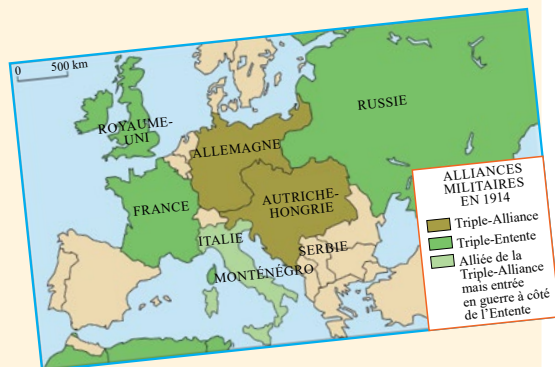 0 500 km
RUSSIE
ROYAUME-
UNI
ALLEMAGNE
FRANCE
AUTRICHE-
HONGRIE
ITALIE
SERBIE
MONTÉNÉGRO
ALLIANCES
MILITAIRES
EN 1914
Triple-Alliance
Triple-Entente
Alliée de la
Triple-Alliance
mais entrée
en guerre à côté
de l'Entente